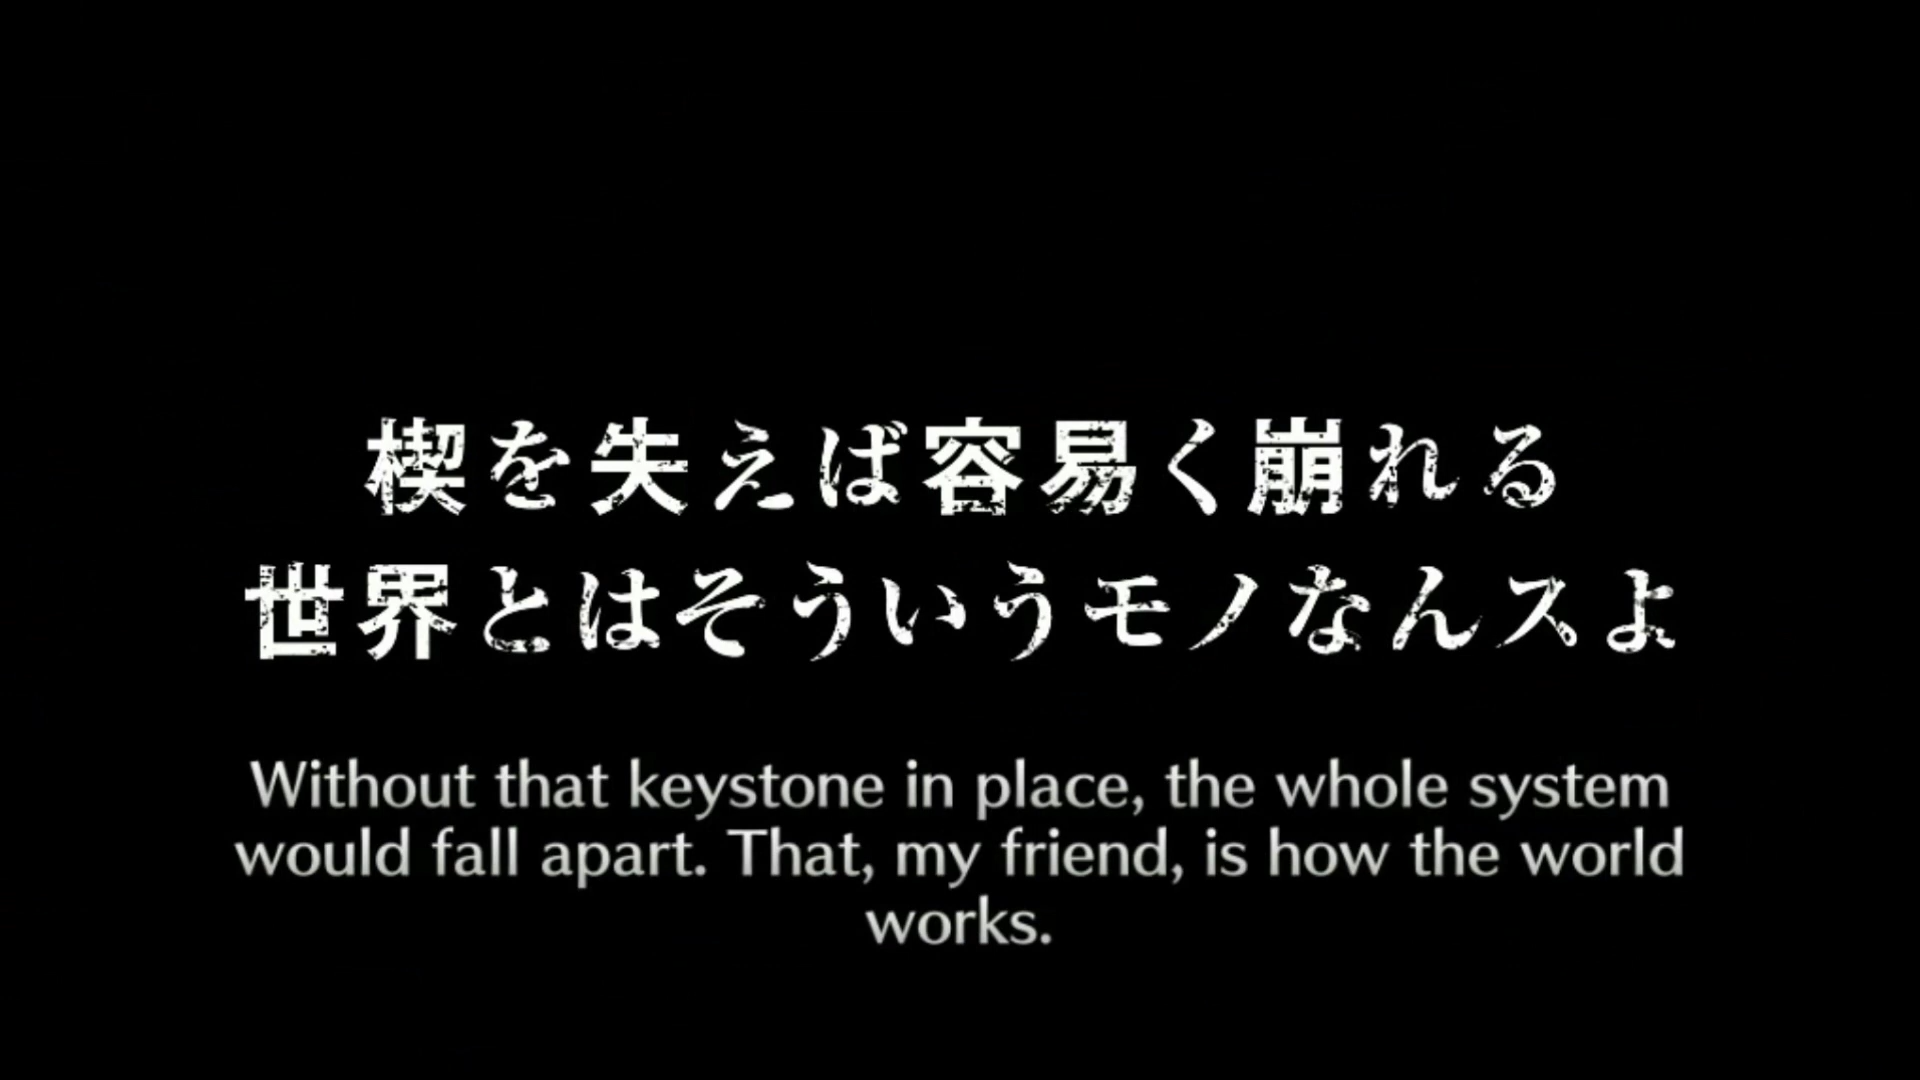 楔を失えば容易く崩れる
世界とはそういうモノなんスよ
Without that keystone in place, the whole system
would fall apart. That, my friend, is how the world
works.